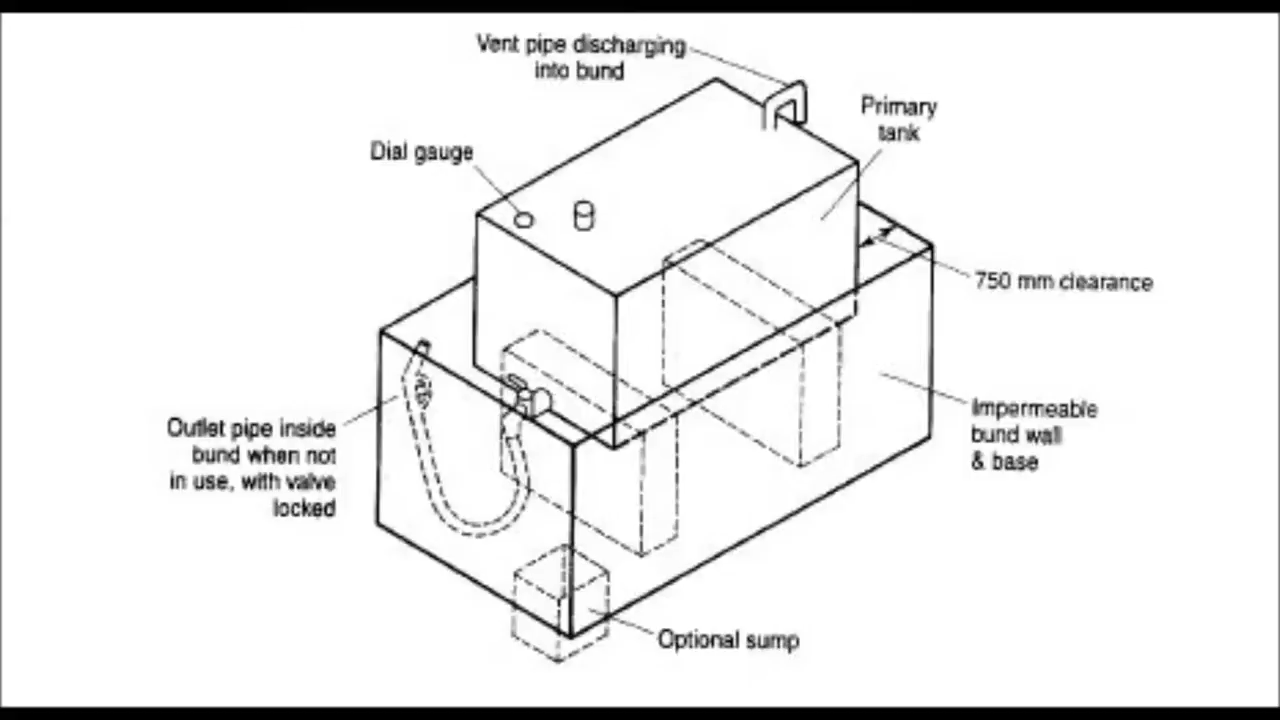 Vent pipe discharging
into bund
Primary
tank
Dial gauge
750 mm clearance
Impermeable
bund wall
& base
Outlet pipe inside
bund when not
in use, with valve
locked
Optional sump